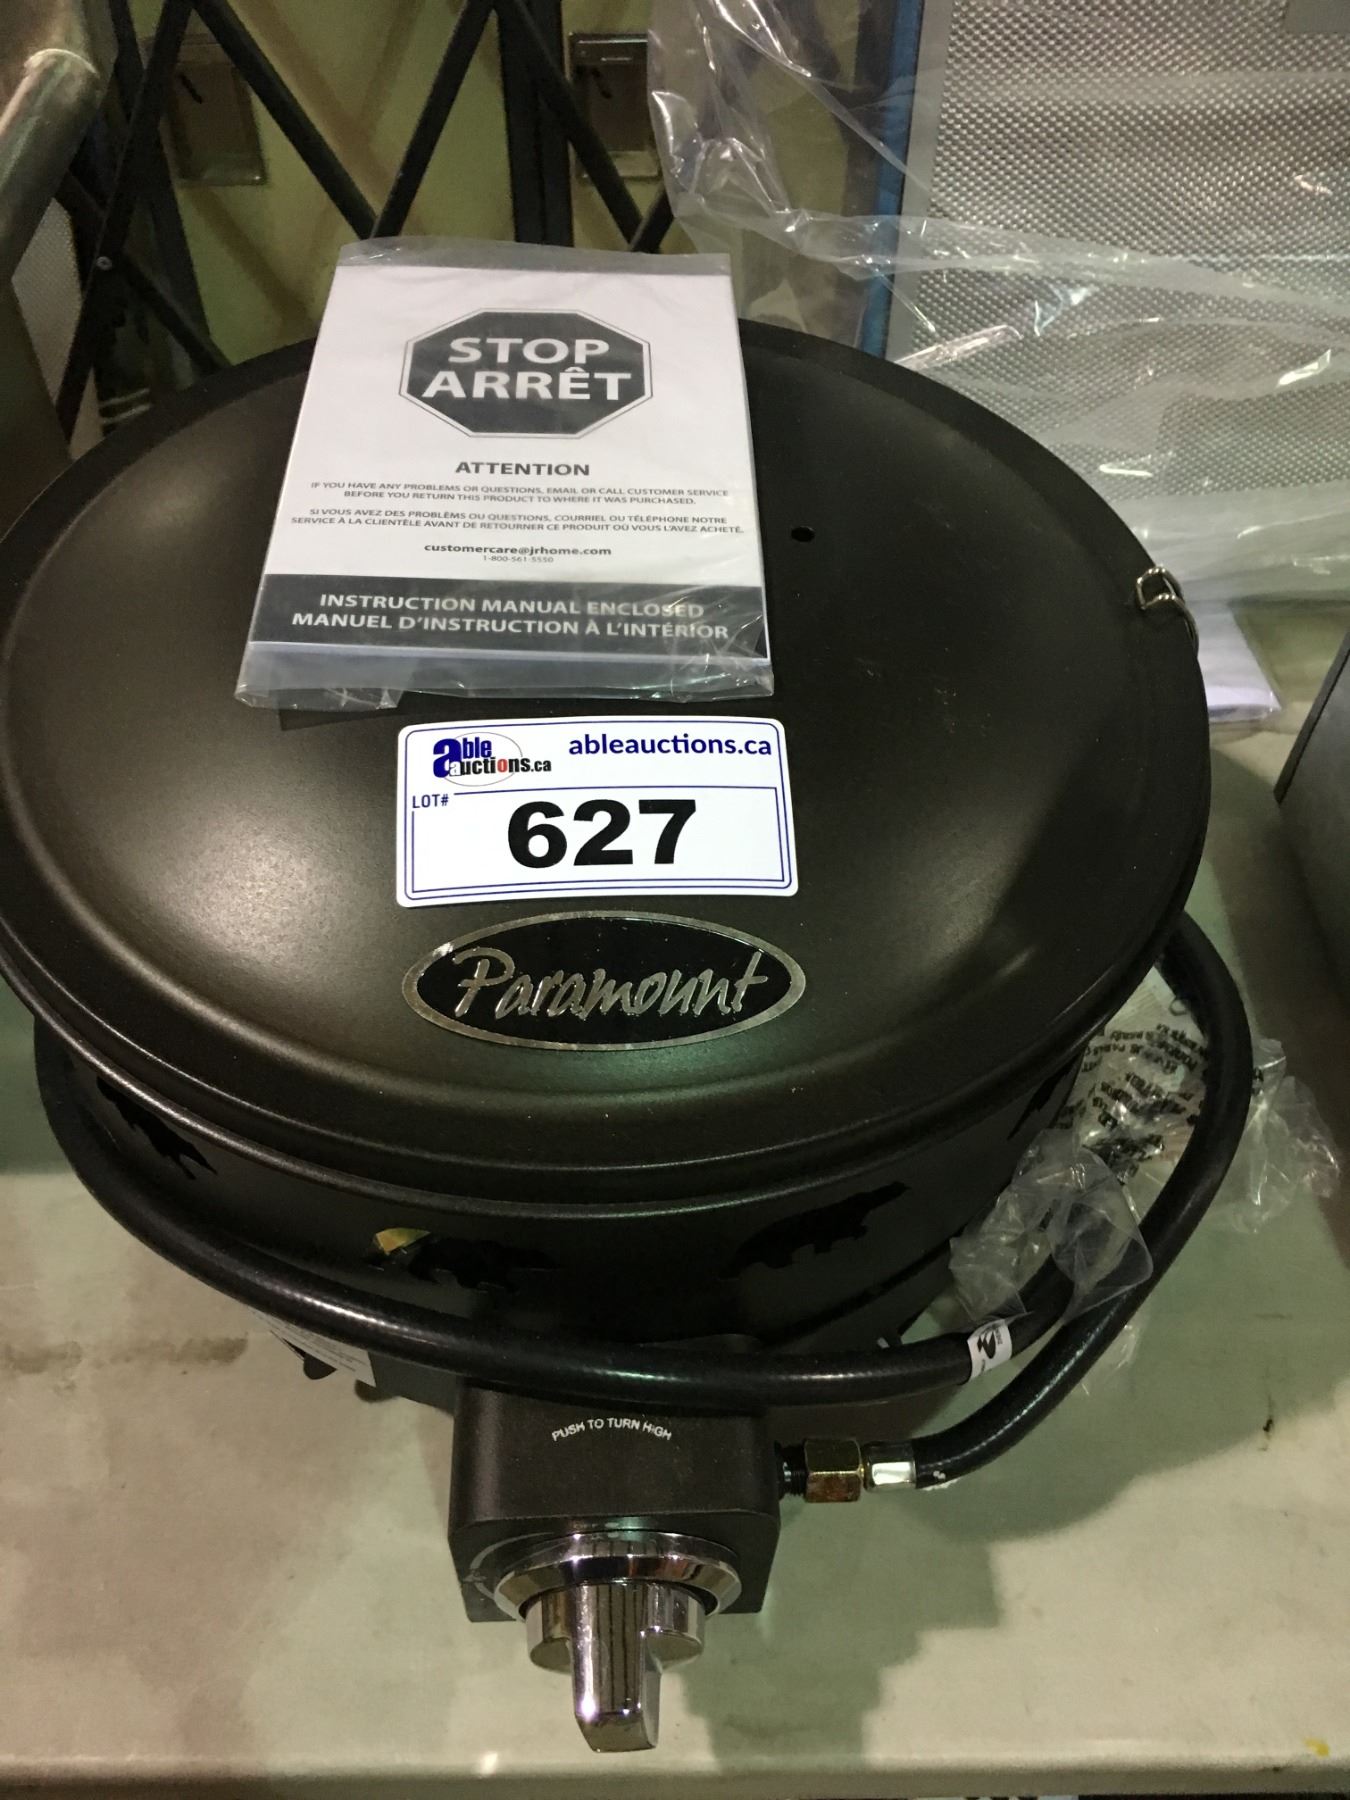 STOP
ARRÊT
ATTENTION
IF YOU HAVE ANY PROBLEMS OR QUESTIONS, EMAIL OR CALL CUSTOMER SERVICE
BEFORE YOU RETURN THIS PRODUCT TO WHERE IT WAS PURCHASED.
SI VOUS AVEZ DES PROBLÈMS OU QUESTIONS, COURRIEL OU TÉLÉPHONE NOTRE
SERVICE À LA CLIENTÈLE AVANT DE RETOURNER CE PRODUIT OÙ VOUS L'AVEZ ACHETÉ.
customercare@jrhome.com
1-800-561-5550
INSTRUCTION MANUAL ENCLOSED
MANUEL D'INSTRUCTION À L'INTÉRIOR
able auctions.ca
ableauctions.ca
LOT#
627
Paramount
PUSH TO TURN HIGH